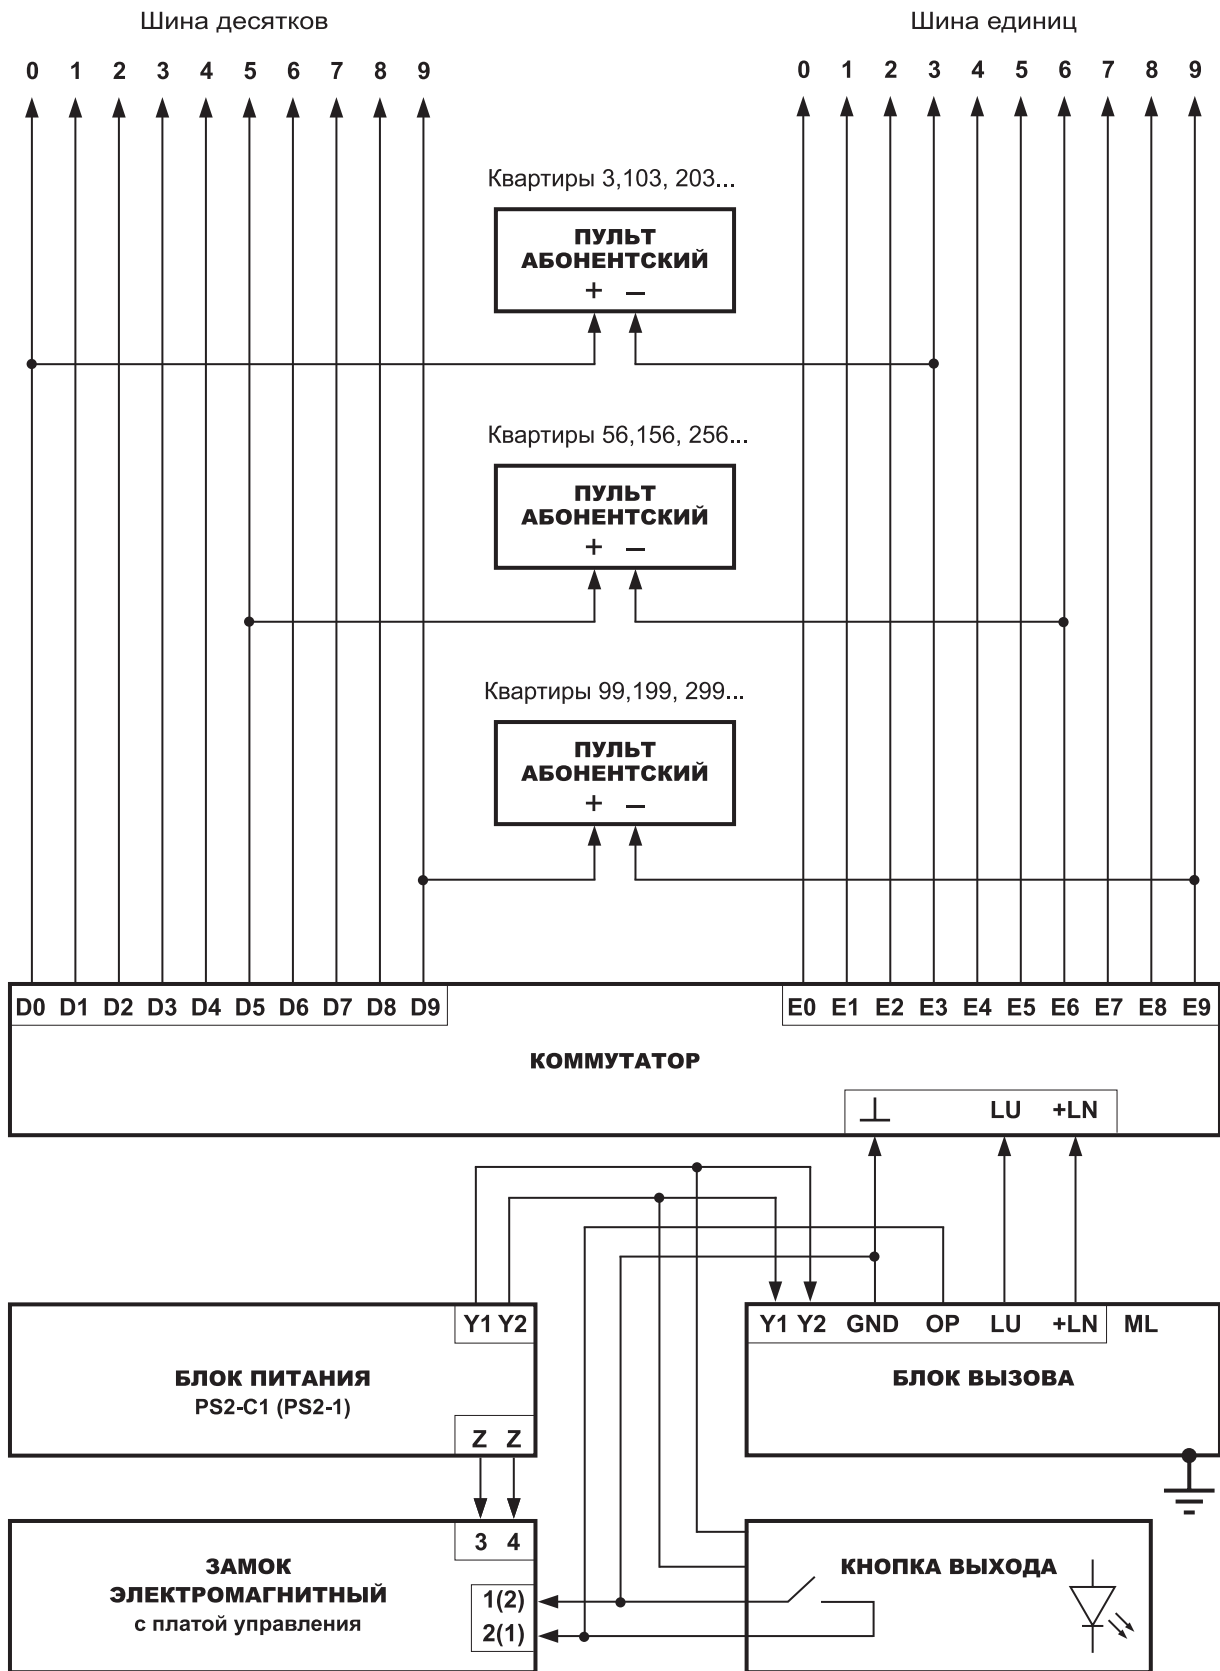 Шина десятков Шина единиц
0 1 2 3 4 5 6 7 8 9 0 1 2 3 4 5 6 7 8 9
Квартиры 3,103, 203...
ПУЛЬТ
АБОНЕНТСКИЙ
+ –
Квартиры 56,156, 256...
ПУЛЬТ
АБОНЕНТСКИЙ
+ –
Квартиры 99,199, 299...
ПУЛЬТ
АБОНЕНТСКИЙ
+ –
D0 D1 D2 D3 D4 D5 D6 D7 D8 D9 E0 E1 E2 E3 E4 E5 E6 E7 E8 E9
КОММУТАТОР
LU +LN
Y1 Y2 Y1 Y2 GND OP LU +LN ML
БЛОК ПИТАНИЯ БЛОК ВЫЗОВА
PS2-C1 (PS2-1)
Z Z
3 4
ЗАМОК КНОПКА ВЫХОДА
ЭЛЕКТРОМАГНИТНЫЙ
с платой управления
1(2)
2(1)